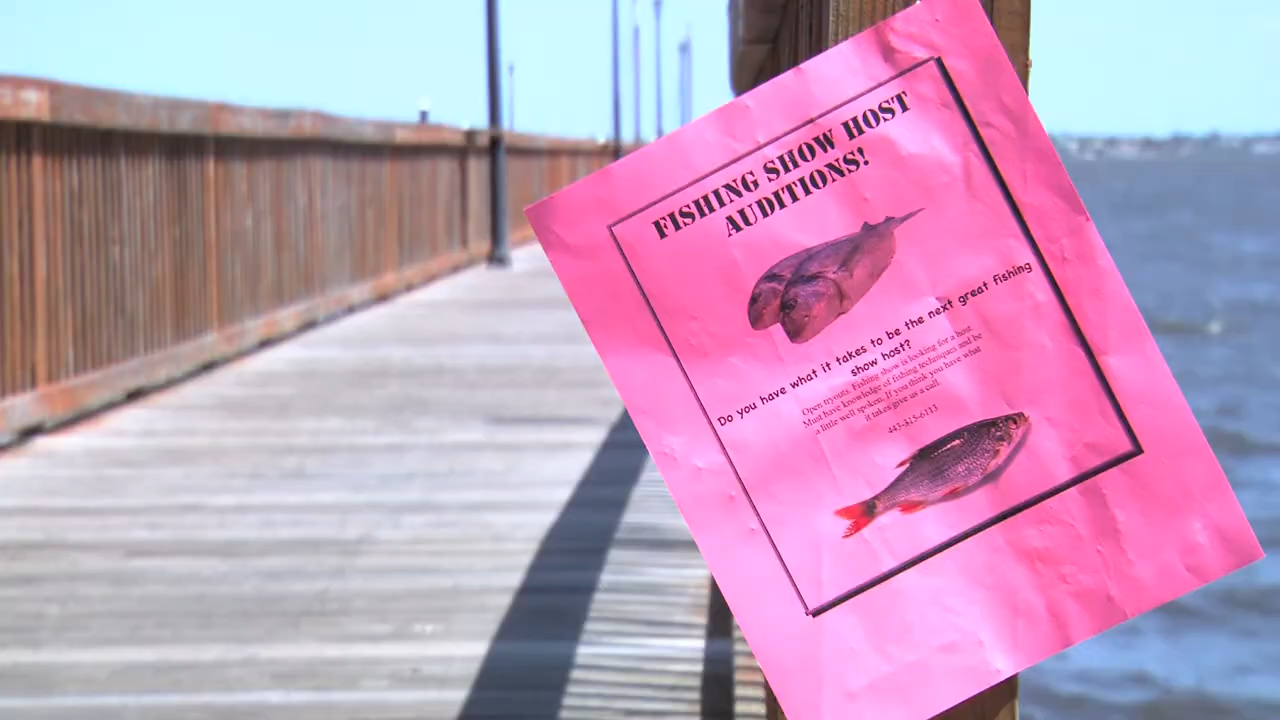 FISHING SHOW HOST
AUDITIONS!
Do you have what it takes to be the next great fishing
show host?
Open tryouts. Fishing show is looking for a host.
Must have knowledge of fishing techniques and be
a little well spoken. If you think you have what
it takes give us a call.
443-315-6113